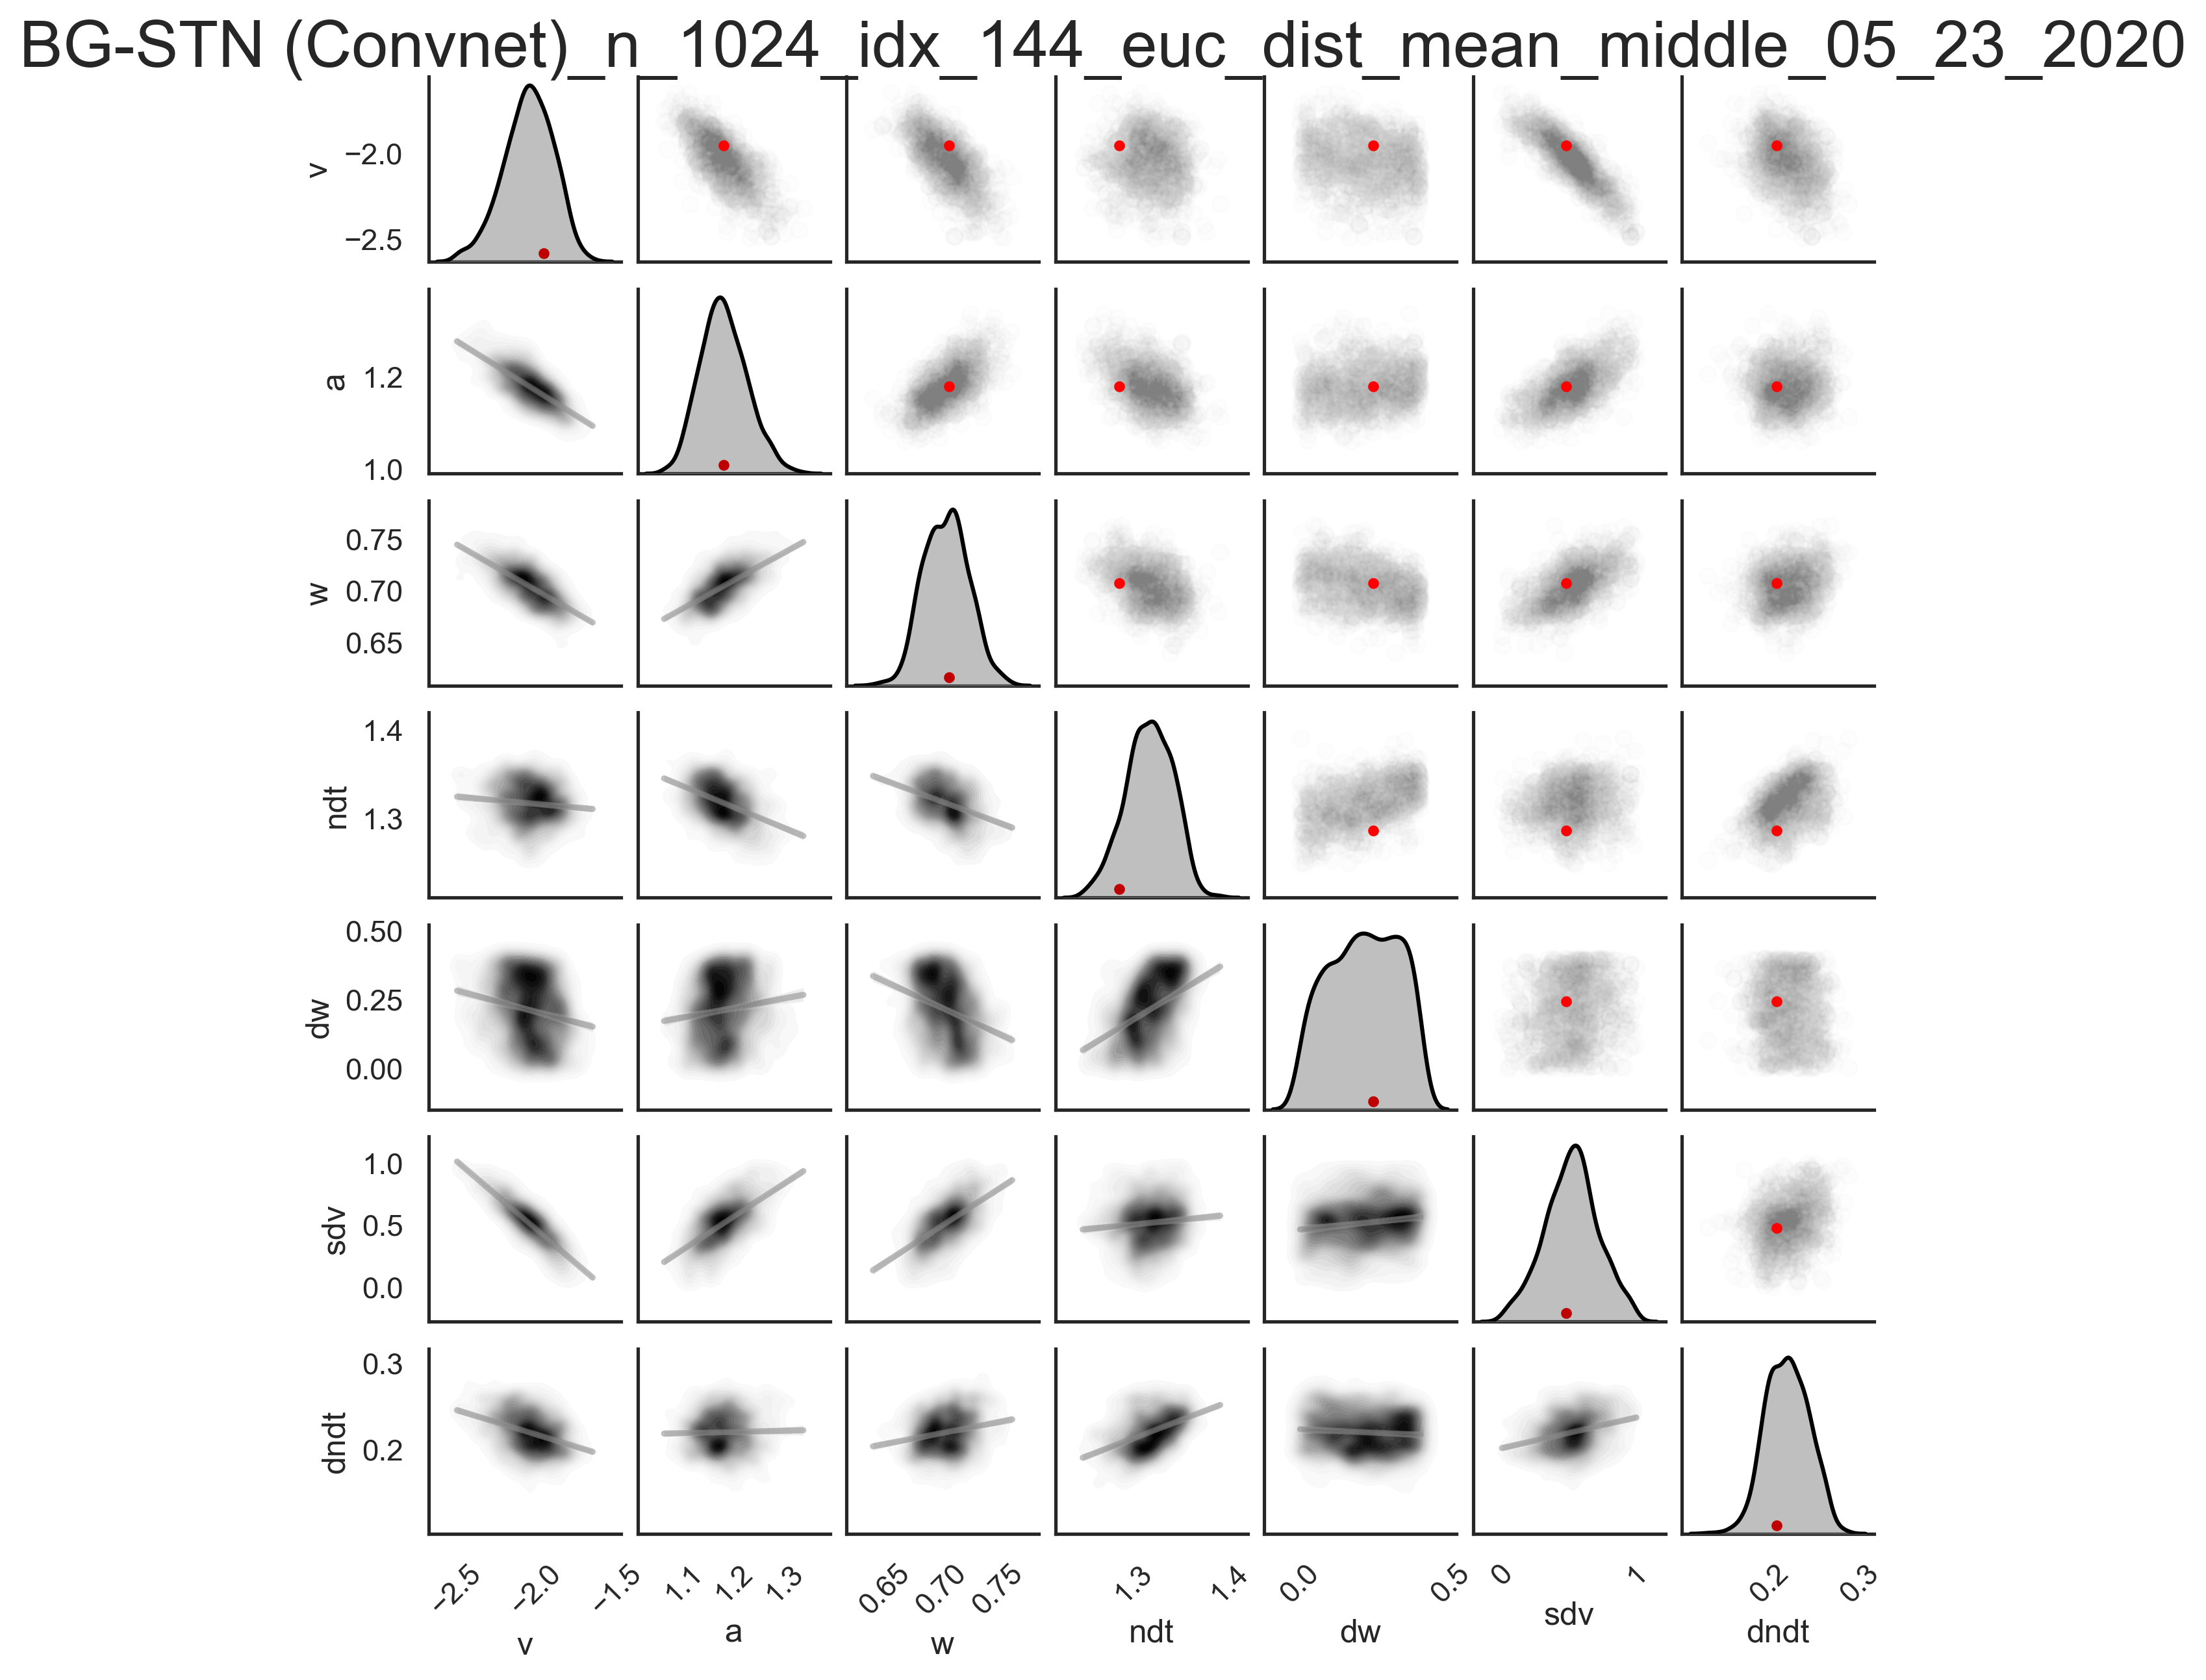 BG-STN (Convnet)_n_1024_idx_144_euc_dist_mean_middle_05_23_2020
v
−2.0
−2.5
a
1.2
1.0
w
0.75
0.70
0.65
ndt
1.4
1.3
dw
0.50
0.25
0.00
sdv
1.0
0.5
0.0
dndt
0.3
0.2
−2.5 −2.0 −1.5 1.1 1.2 1.3 0.65 0.70 0.75 1.3 1.4 0.0 0.5 0 1 0.2 0.3
v a w ndt dw sdv dndt